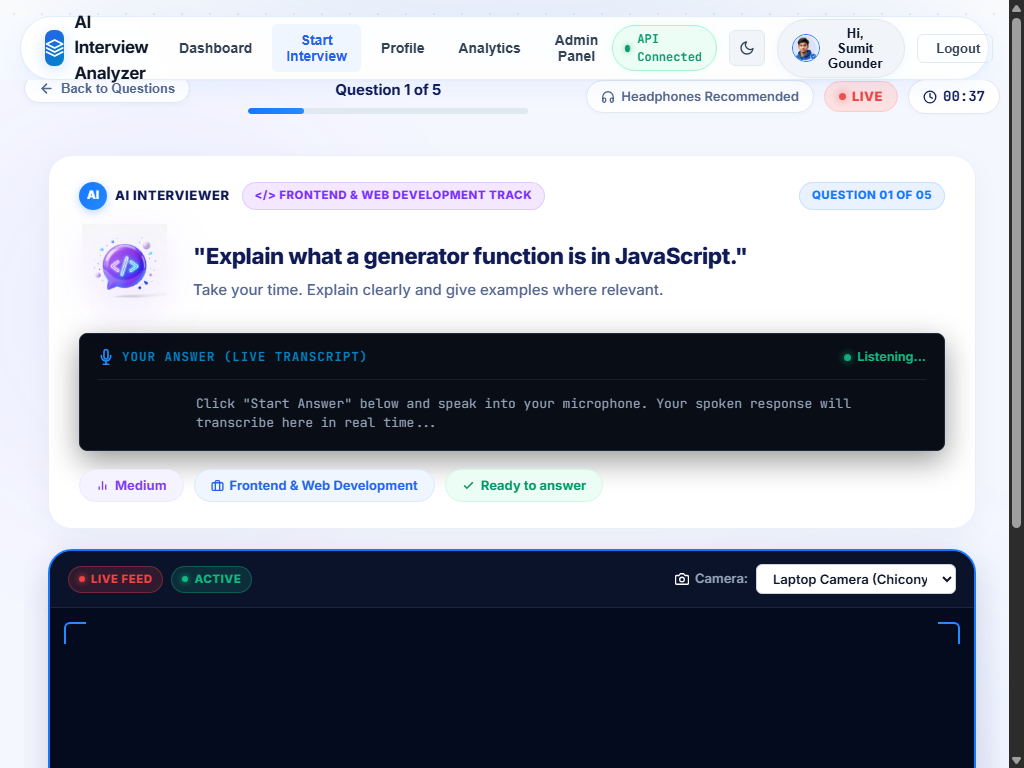 AI Interview Analyzer
Dashboard
Start Interview
Profile
Analytics
Admin Panel
API Connected
Hi, Sumit Gounder
Logout
Back to Questions
Question 1 of 5
Headphones Recommended
LIVE
00:37
AI
AI INTERVIEWER
</> FRONTEND & WEB DEVELOPMENT TRACK
QUESTION 01 OF 05
</>
"Explain what a generator function is in JavaScript."
Take your time. Explain clearly and give examples where relevant.
YOUR ANSWER (LIVE TRANSCRIPT)
Listening...
Click "Start Answer" below and speak into your microphone. Your spoken response will
transcribe here in real time...
Medium
Frontend & Web Development
Ready to answer
LIVE FEED
ACTIVE
Camera:
Laptop Camera (Chicony